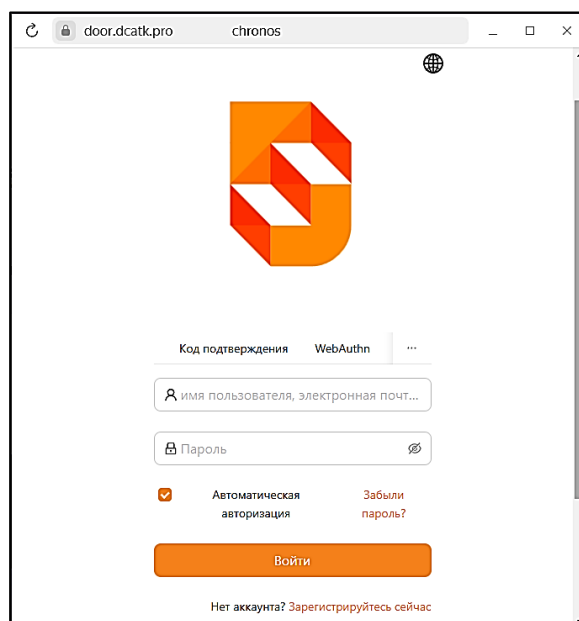 door.dcatk.pro chronos
Код подтверждения WebAuthn ...
имя пользователя, электронная почт...
Пароль
Автоматическая авторизация
Забыли пароль?
Войти
Нет аккаунта? Зарегистрируйтесь сейчас